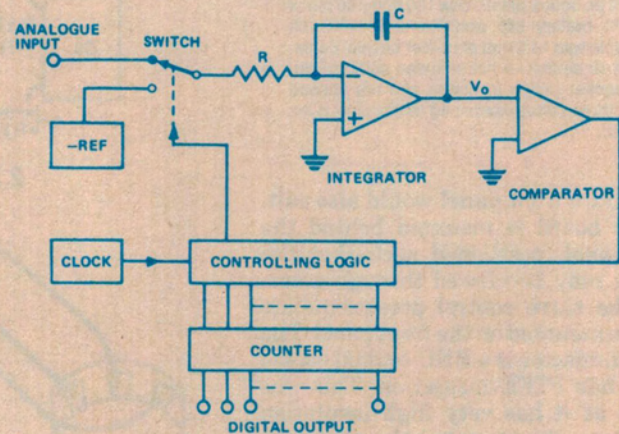 C
ANALOGUE
INPUT
SWITCH
R
−
Vo
+
−REF
INTEGRATOR
COMPARATOR
CLOCK
CONTROLLING LOGIC
COUNTER
DIGITAL OUTPUT